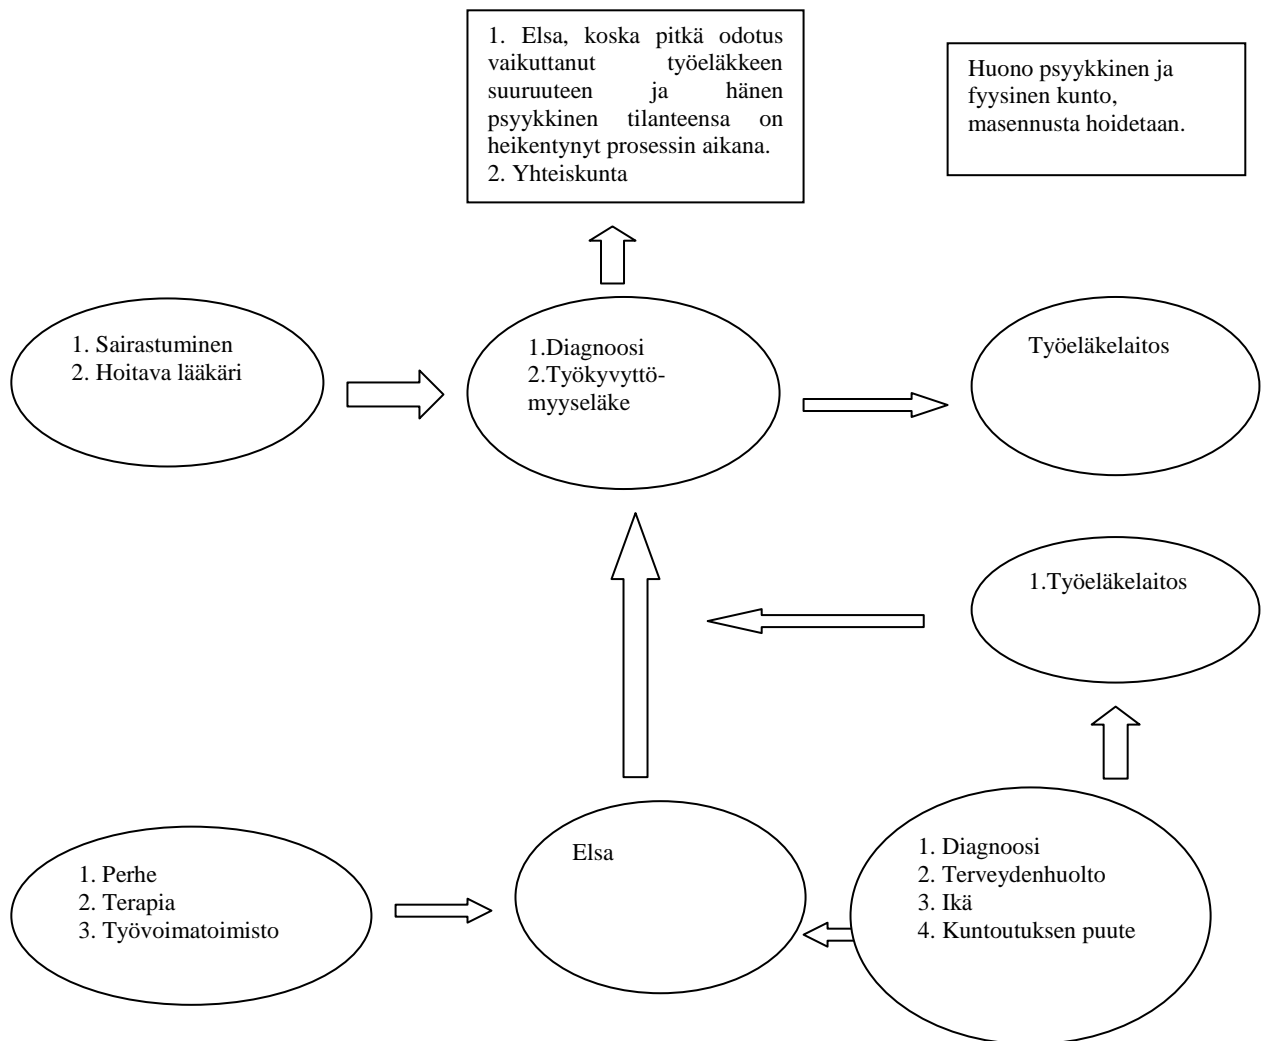 1. Elsa, koska pitkä odotus
vaikuttanut työeläkkeen
suuruuteen ja hänen
psyykkinen tilanteensa on
heikentynyt prosessin aikana.
2. Yhteiskunta
Huono psyykkinen ja
fyysinen kunto,
masennusta hoidetaan.
1. Sairastuminen
2. Hoitava lääkäri
1.Diagnoosi
2.Työkyvyttö-
myyseläke
Työeläkelaitos
1.Työeläkelaitos
1. Perhe
2. Terapia
3. Työvoimatoimisto
Elsa
1. Diagnoosi
2. Terveydenhuolto
3. Ikä
4. Kuntoutuksen puute